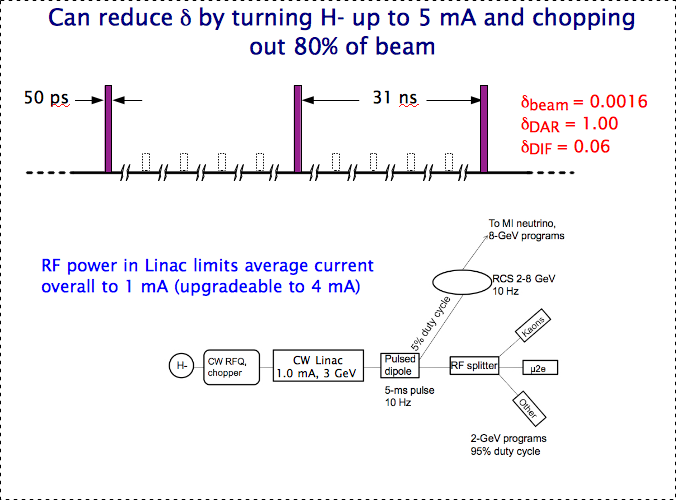 Can reduce δ by turning H- up to 5 mA and chopping
out 80% of beam
50 ps
31 ns
δbeam = 0.0016
δDAR = 1.00
δDIF = 0.06
To MI neutrino,
8-GeV programs
RF power in Linac limits average current
overall to 1 mA (upgradeable to 4 mA)
RCS 2-8 GeV
10 Hz
5% duty cycle
Kaons
H-
CW RFQ,
chopper
CW Linac
1.0 mA, 3 GeV
Pulsed
dipole
RF splitter
μ2e
5-ms pulse
10 Hz
Other
2-GeV programs
95% duty cycle